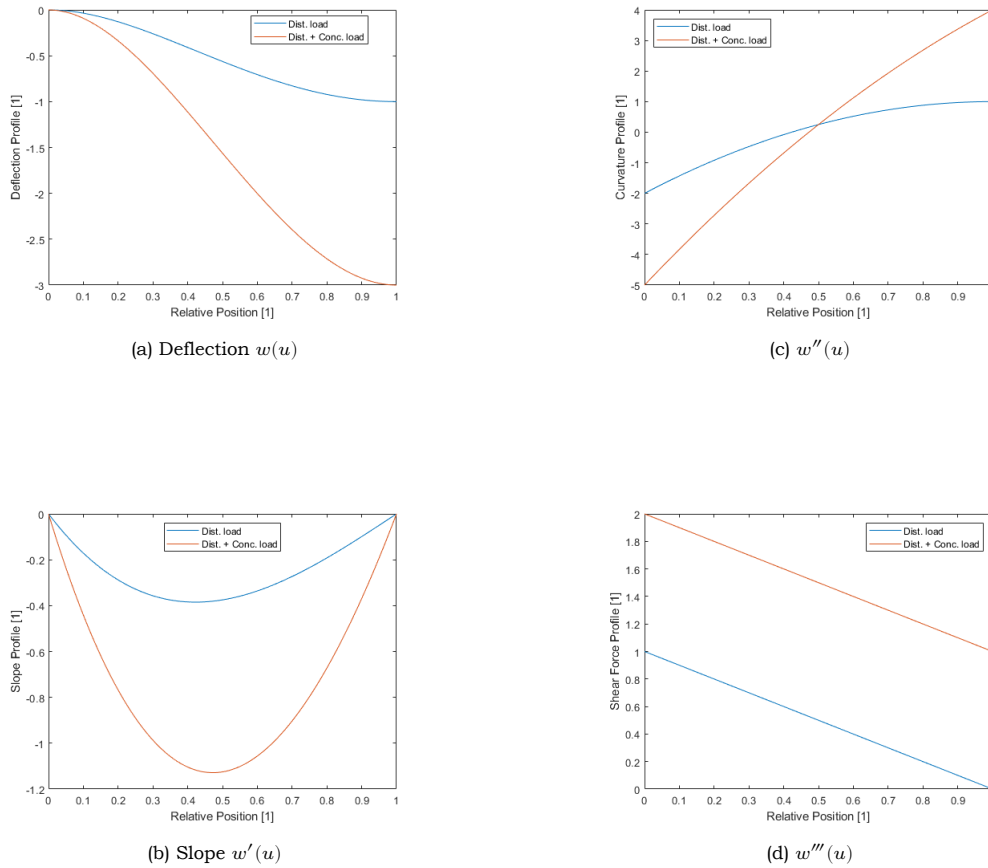 0
-0.5
-1
-1.5
-2
-2.5
-3
Deflection Profile [1]
Dist. load
Dist. + Conc. load
0 0.1 0.2 0.3 0.4 0.5 0.6 0.7 0.8 0.9 1
Relative Position [1]
(a) Deflection w(u)
4
3
2
1
0
-1
-2
-3
-4
-5
Curvature Profile [1]
Dist. load
Dist. + Conc. load
0 0.1 0.2 0.3 0.4 0.5 0.6 0.7 0.8 0.9
Relative Position [1]
(c) w″(u)
0
-0.2
-0.4
-0.6
-0.8
-1
-1.2
Slope Profile [1]
Dist. load
Dist. + Conc. load
0 0.1 0.2 0.3 0.4 0.5 0.6 0.7 0.8 0.9 1
Relative Position [1]
(b) Slope w′(u)
2
1.8
1.6
1.4
1.2
1
0.8
0.6
0.4
0.2
0
Shear Force Profile [1]
Dist. load
Dist. + Conc. load
0 0.1 0.2 0.3 0.4 0.5 0.6 0.7 0.8 0.9
Relative Position [1]
(d) w‴(u)